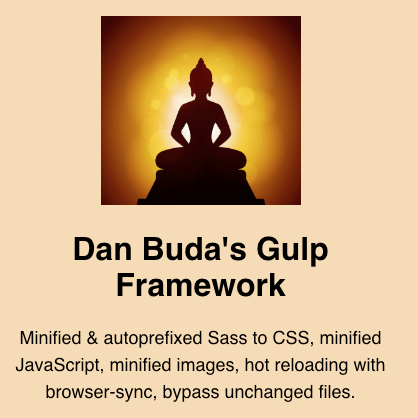 Dan Buda's Gulp
Framework
Minified & autoprefixed Sass to CSS, minified
JavaScript, minified images, hot reloading with
browser-sync, bypass unchanged files.